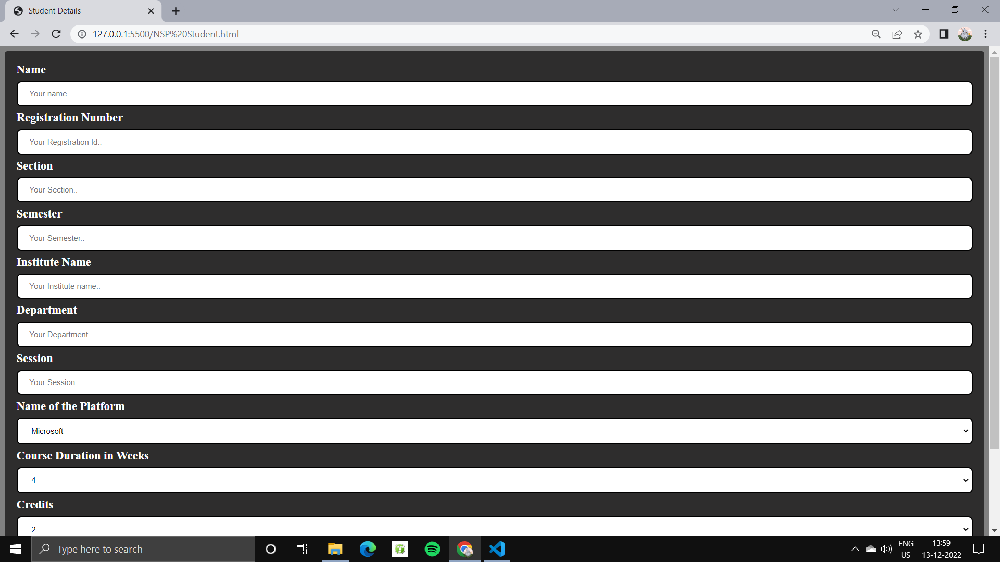 Student Details
127.0.0.1:5500/NSP%20Student.html
Name
Your name..
Registration Number
Your Registration Id..
Section
Your Section..
Semester
Your Semester..
Institute Name
Your Institute name..
Department
Your Department..
Session
Your Session..
Name of the Platform
Microsoft
Course Duration in Weeks
4
Credits
2
Type here to search
ENG
US
13:59
13-12-2022